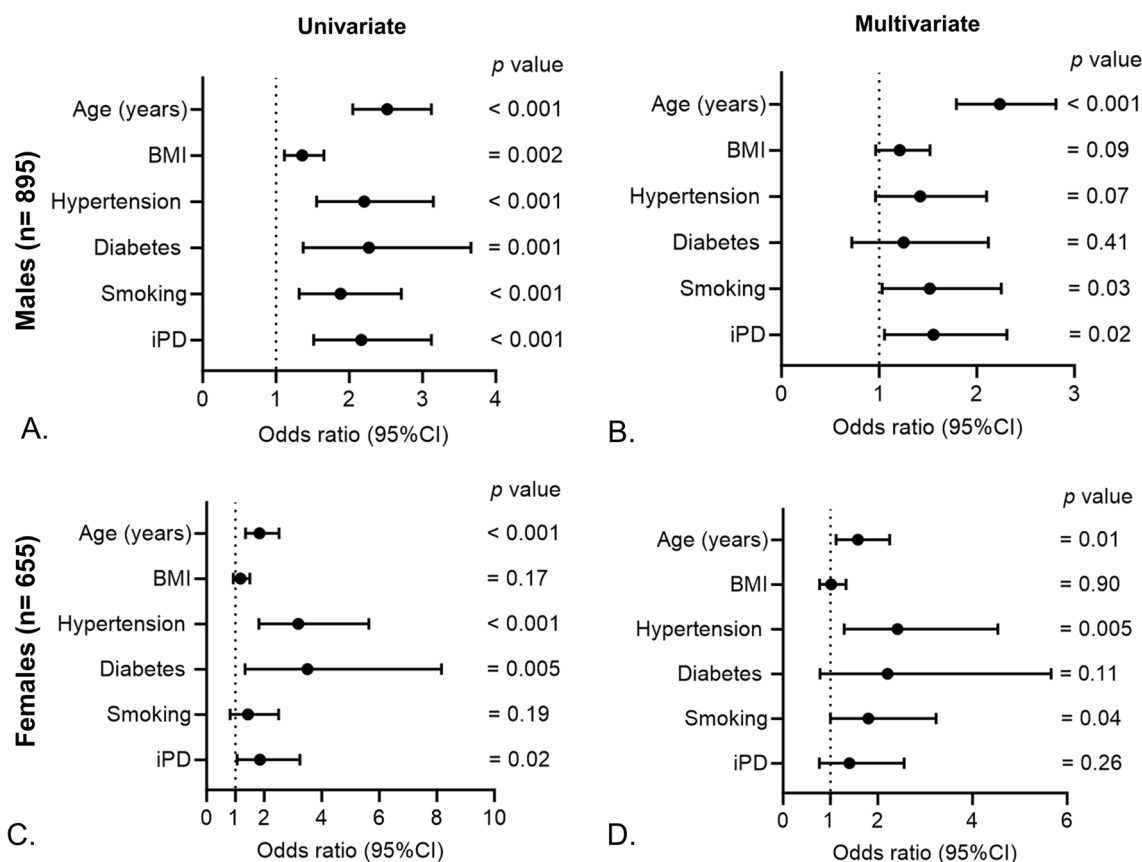 Univariate
Multivariate
Males (n= 895)
p value
Age (years) < 0.001
BMI = 0.002
Hypertension < 0.001
Diabetes = 0.001
Smoking < 0.001
iPD < 0.001
0 1 2 3 4
Odds ratio (95%CI)
A.
p value
Age (years) < 0.001
BMI = 0.09
Hypertension = 0.07
Diabetes = 0.41
Smoking = 0.03
iPD = 0.02
0 1 2 3
Odds ratio (95%CI)
B.
Females (n= 655)
p value
Age (years) < 0.001
BMI = 0.17
Hypertension < 0.001
Diabetes = 0.005
Smoking = 0.19
iPD = 0.02
0 1 2 4 6 8 10
Odds ratio (95%CI)
C.
p value
Age (years) = 0.01
BMI = 0.90
Hypertension = 0.005
Diabetes = 0.11
Smoking = 0.04
iPD = 0.26
0 1 2 4 6
Odds ratio (95%CI)
D.